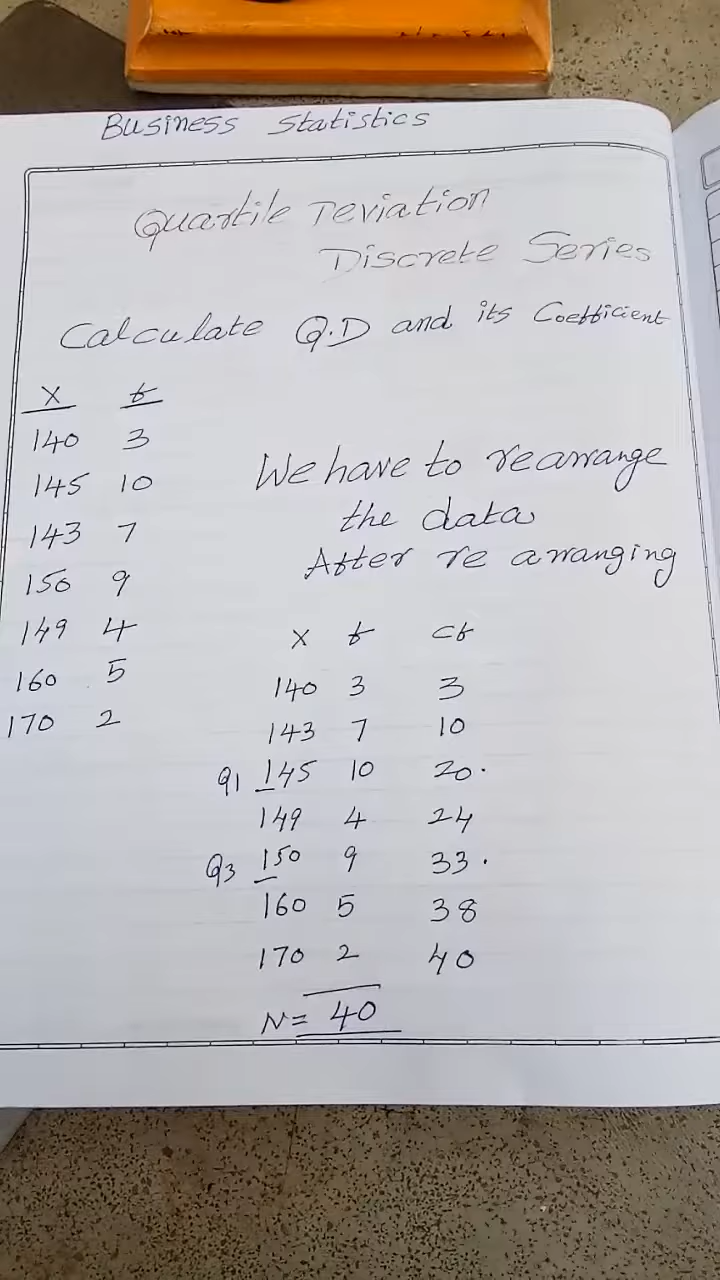 Business Statistics
Quartile Teviation
Discrete Series
Calculate Q.D and its Coefficient
X f
140 3
145 10
143 7
150 9
149 4
160 5
170 2
We have to rearrange
the data
After re arranging
X f cf
140 3 3
143 7 10
Q1 145 10 20.
149 4 24
Q3 150 9 33.
160 5 38
170 2 40
N= 40